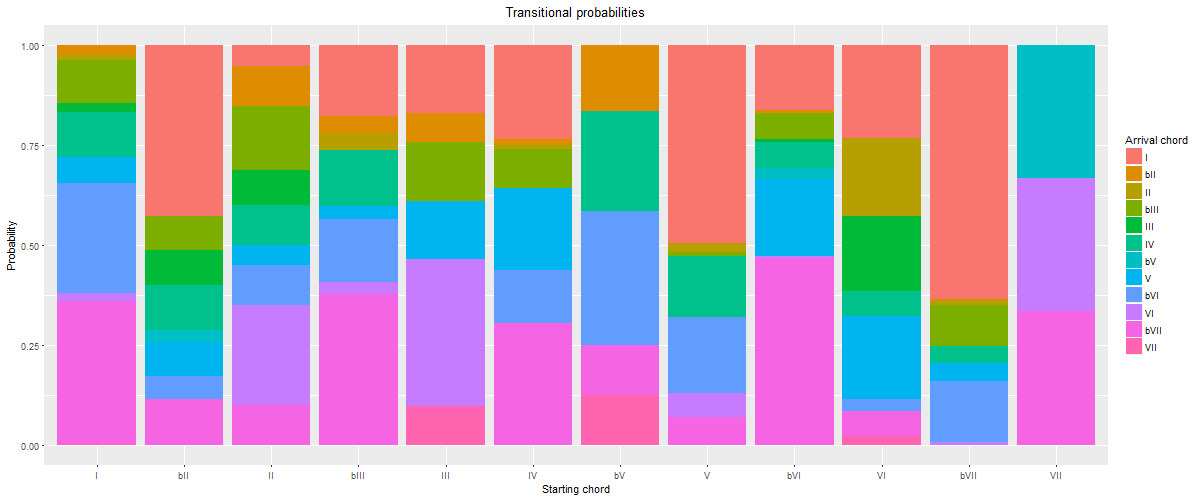 Transitional probabilities
1.00
0.75
0.50
0.25
0.00
Probability
I bII II bIII III IV bV V bVI VI bVII VII
Starting chord
Arrival chord
I
bII
II
bIII
III
IV
bV
V
bVI
VI
bVII
VII